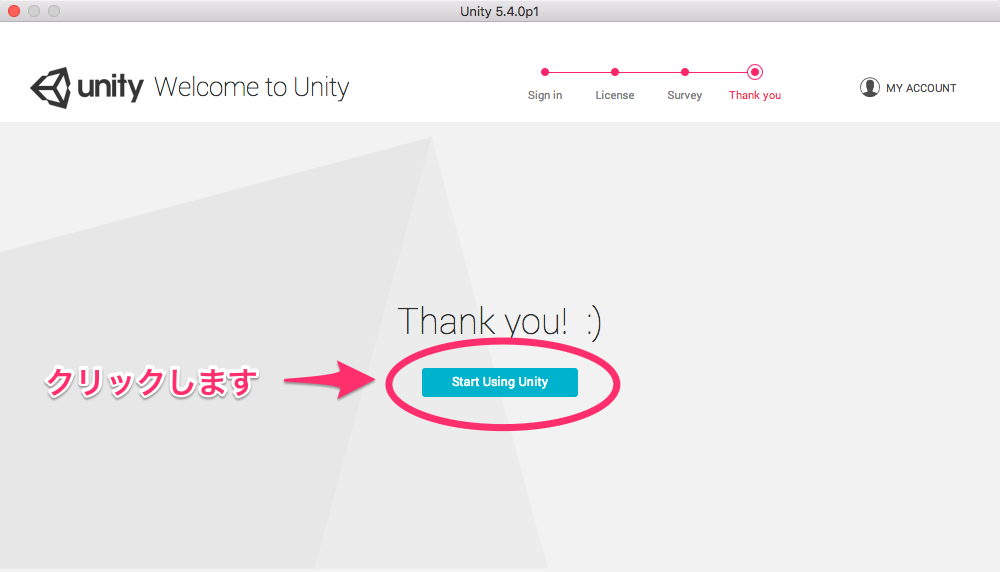 Unity 5.4.0p1
unity Welcome to Unity
Sign in License Survey Thank you
MY ACCOUNT
Thank you! :)
クリックします
Start Using Unity